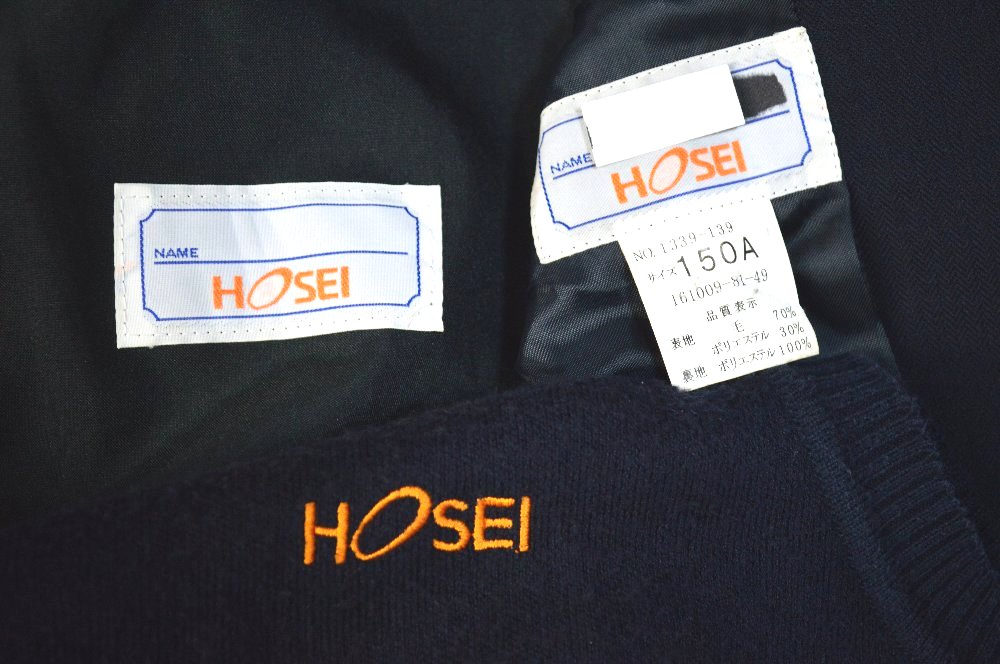 NAME
HOSEI
NAME
HOSEI
NO. 1339-139
サイズ 150A
161009-81-49
品質表示
表地 毛 70%
ポリエステル 30%
裏地 ポリエステル 100%
HOSEI